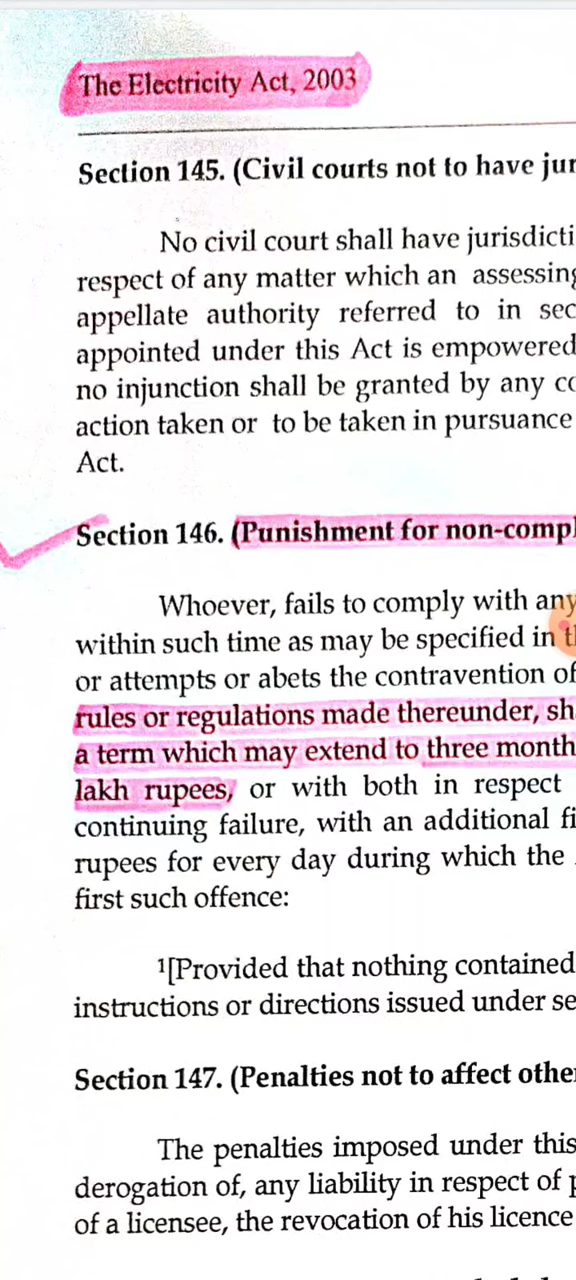 The Electricity Act, 2003
Section 145. (Civil courts not to have jur
No civil court shall have jurisdicti
respect of any matter which an assessing
appellate authority referred to in sec
appointed under this Act is empowered
no injunction shall be granted by any co
action taken or to be taken in pursuance
Act.
Section 146. (Punishment for non-compl
Whoever, fails to comply with any
within such time as may be specified in th
or attempts or abets the contravention of
rules or regulations made thereunder, sh
a term which may extend to three month
lakh rupees, or with both in respect
continuing failure, with an additional fi
rupees for every day during which the
first such offence:
¹[Provided that nothing contained
instructions or directions issued under se
Section 147. (Penalties not to affect othe
The penalties imposed under this
derogation of, any liability in respect of p
of a licensee, the revocation of his licence